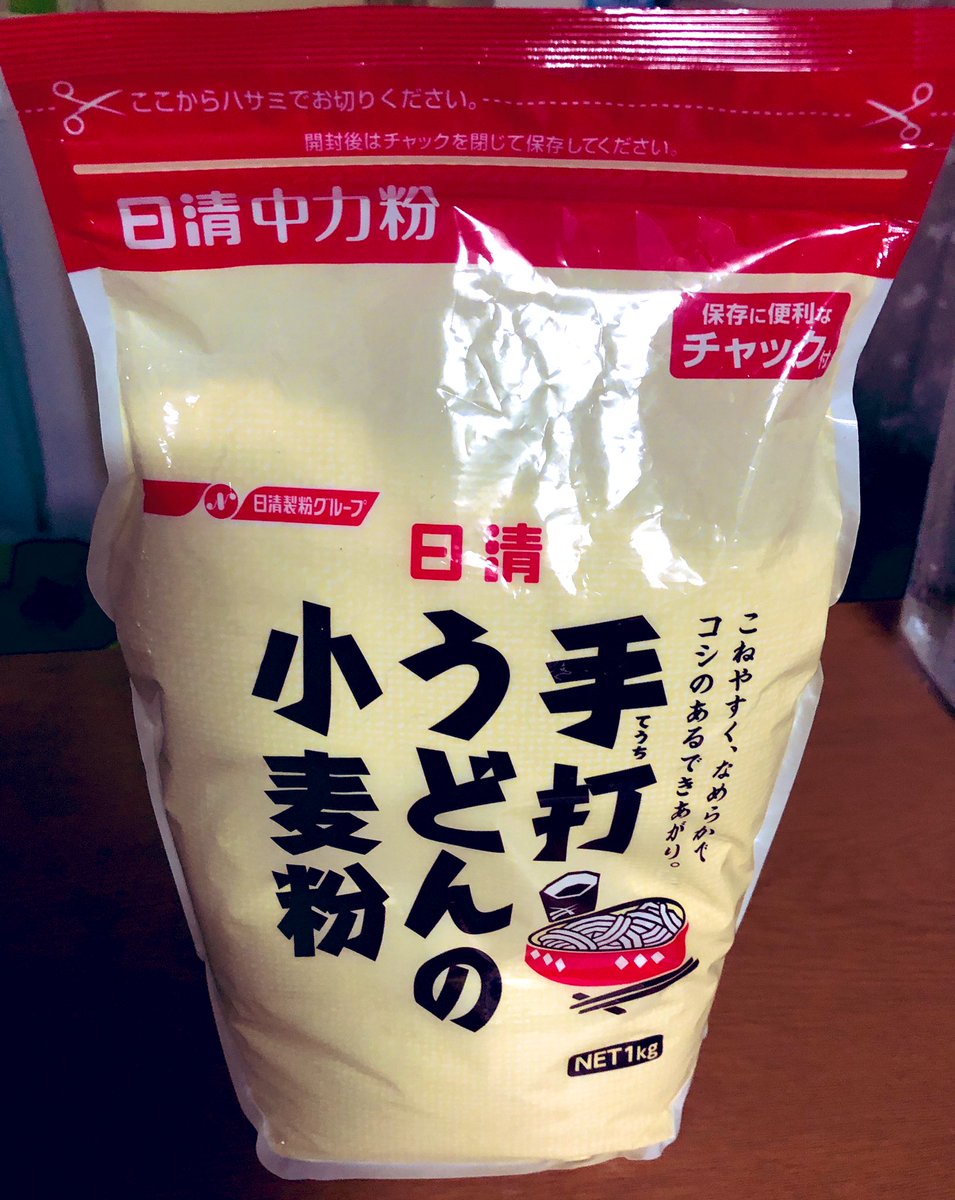 ここからハサミでお切りください。
開封後はチャックを閉じて保存してください。
日清中力粉
保存に便利な
チャック付
N 日清製粉グループ
日清
手打
てうち
うどんの
小麦粉
こねやすく、なめらかで
コシのあるできあがり。
NET1kg